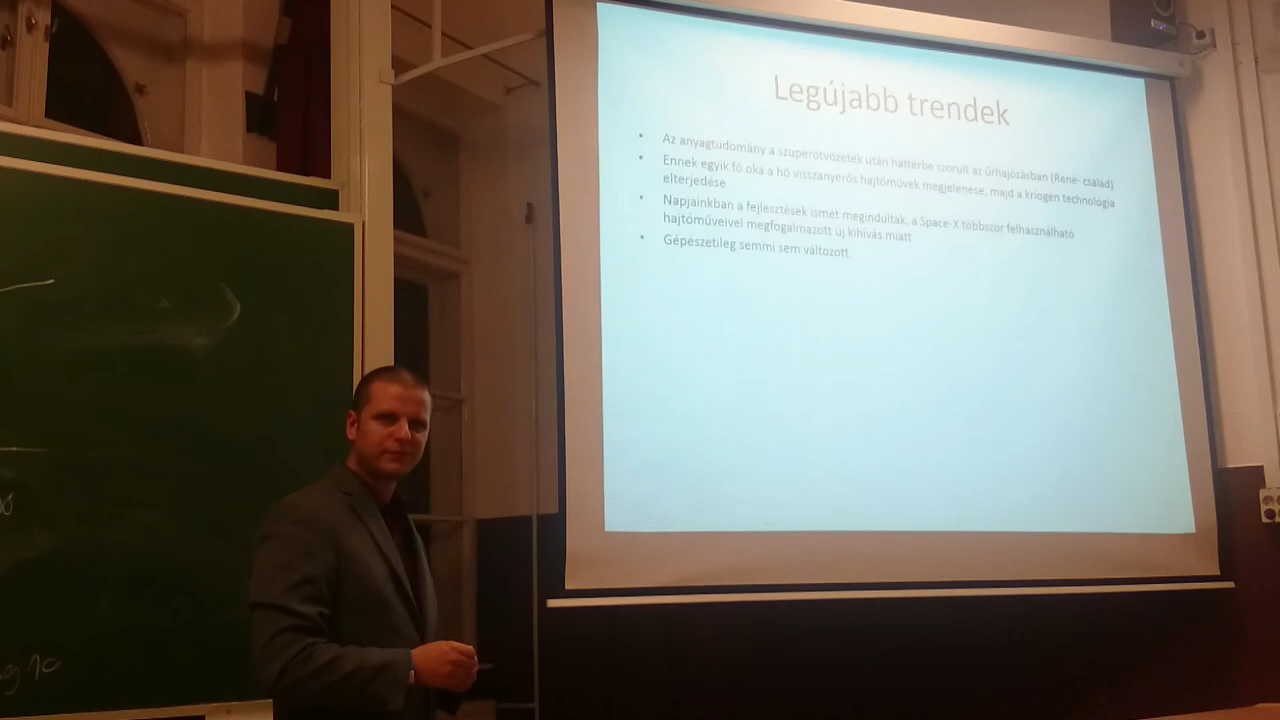 Legújabb trendek
• Az anyagtudomány a szuperötvözetek után háttérbe szorult az űrhajózásban (René- család)
• Ennek egyik fő oka a hő visszanyerős hajtóművek megjelenése, majd a kriogén technológia
elterjedése
• Napjainkban a fejlesztések ismét megindultak, a Space-X többször felhasználható
hajtóműveivel megfogalmazott új kihívás miatt
• Gépészetileg semmi sem változott